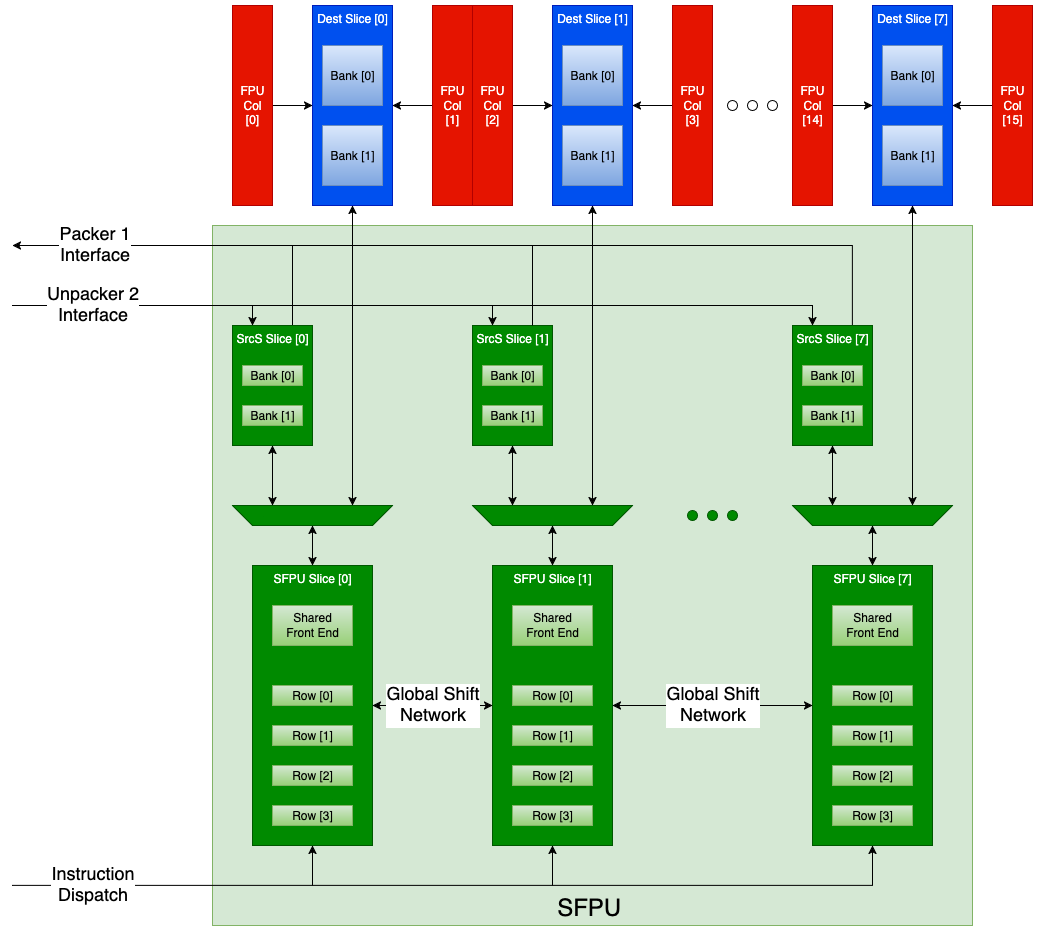 Dest Slice [0]
Dest Slice [1]
Dest Slice [7]
FPU
Col
[0]
Bank [0]
Bank [1]
FPU
Col
[1]
FPU
Col
[2]
Bank [0]
Bank [1]
FPU
Col
[3]
FPU
Col
[14]
Bank [0]
Bank [1]
FPU
Col
[15]
Packer 1
Interface
Unpacker 2
Interface
SrcS Slice [0]
Bank [0]
Bank [1]
SrcS Slice [1]
Bank [0]
Bank [1]
SrcS Slice [7]
Bank [0]
Bank [1]
SFPU Slice [0]
Shared
Front End
Row [0]
Row [1]
Row [2]
Row [3]
Global Shift
Network
SFPU Slice [1]
Shared
Front End
Row [0]
Row [1]
Row [2]
Row [3]
Global Shift
Network
SFPU Slice [7]
Shared
Front End
Row [0]
Row [1]
Row [2]
Row [3]
Instruction
Dispatch
SFPU